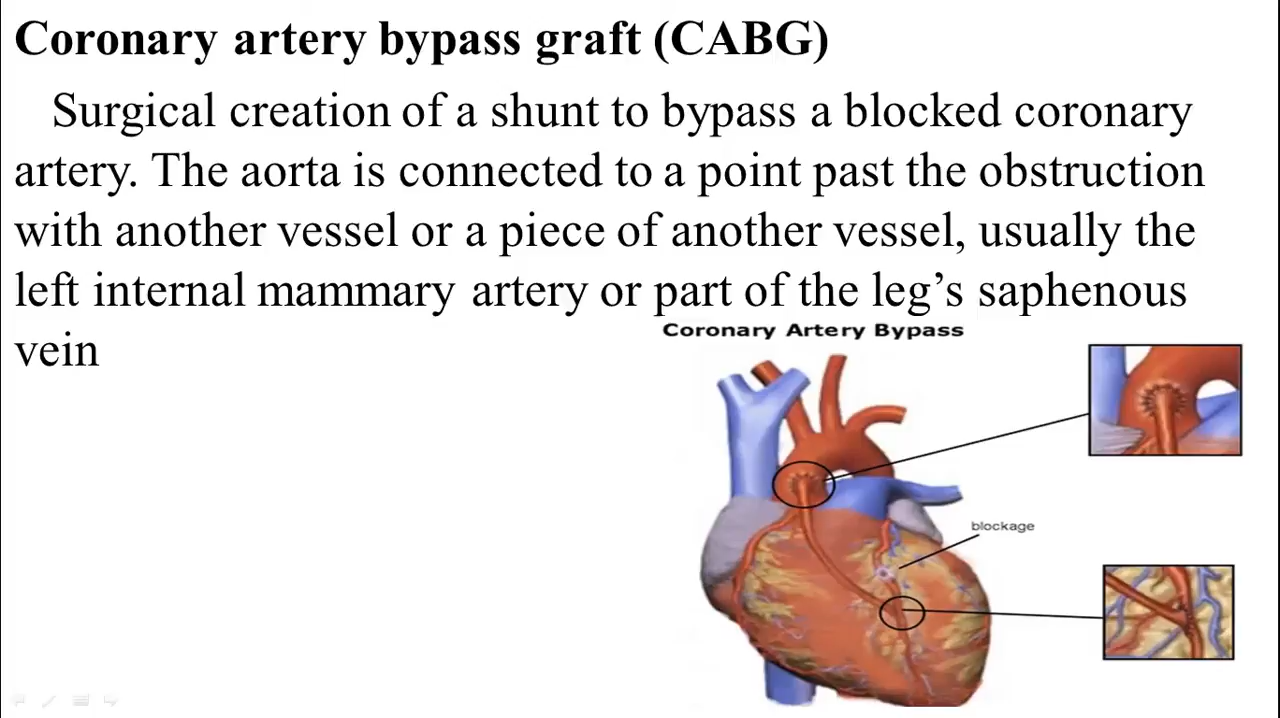 Coronary artery bypass graft (CABG)
Surgical creation of a shunt to bypass a blocked coronary
artery. The aorta is connected to a point past the obstruction
with another vessel or a piece of another vessel, usually the
left internal mammary artery or part of the leg’s saphenous
vein
Coronary Artery Bypass
blockage